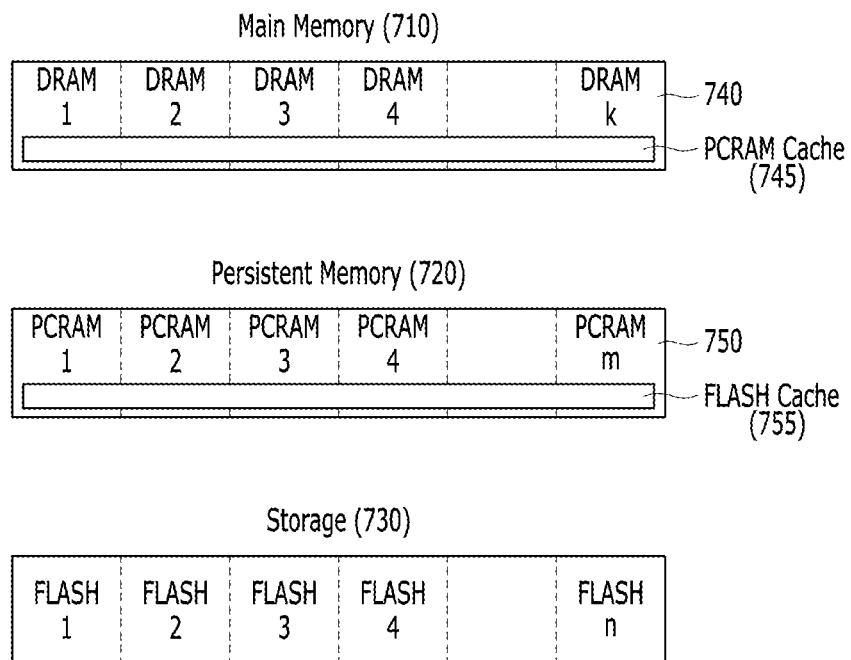 Main Memory (710)
DRAM DRAM DRAM DRAM DRAM
1 2 3 4 k
740
PCRAM Cache
(745)
Persistent Memory (720)
PCRAM PCRAM PCRAM PCRAM PCRAM
1 2 3 4 m
750
FLASH Cache
(755)
Storage (730)
FLASH FLASH FLASH FLASH FLASH
1 2 3 4 n